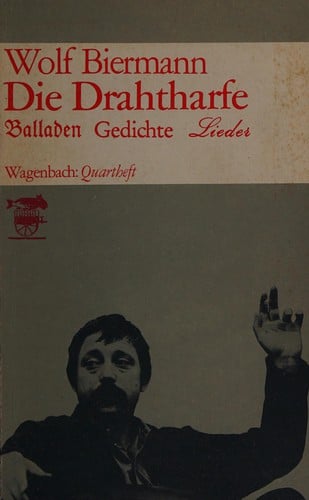 Wolf Biermann
Die Drahtharfe
Balladen Gedichte Lieder
Wagenbach: Quartheft